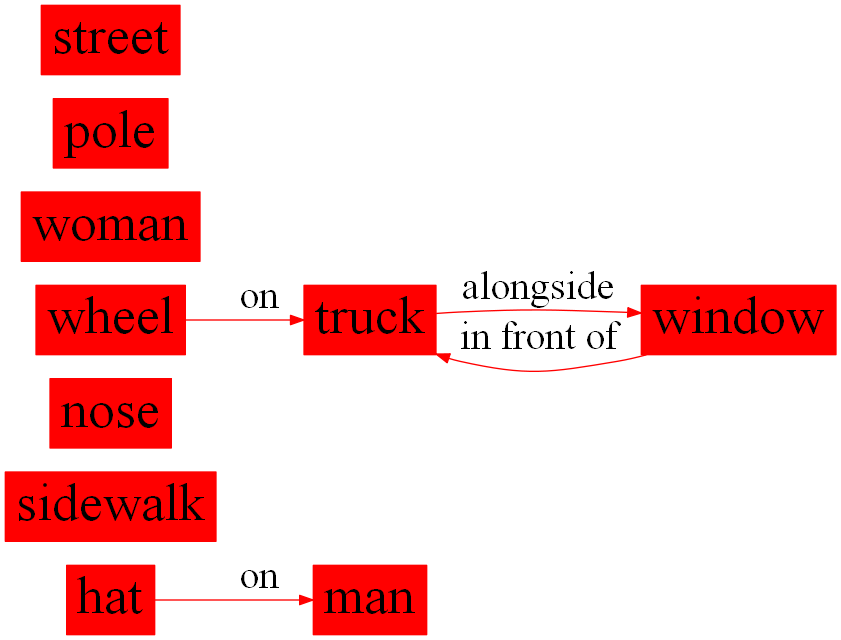 street
pole
woman
wheel
on
truck
alongside
in front of
window
nose
sidewalk
hat
on
man